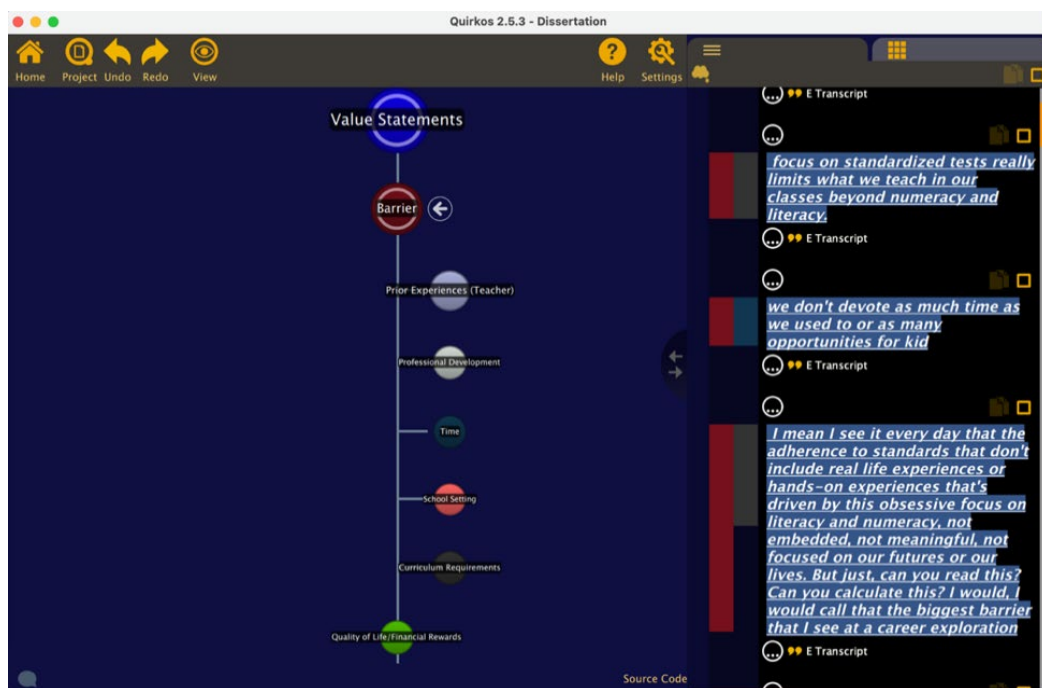 Quirkos 2.5.3 - Dissertation
Home Project Undo Redo View Help Settings
Value Statements
Barrier
Prior Experiences (Teacher)
Professional Development
Time
School Setting
Curriculum Requirements
Quality of Life/Financial Rewards
Source Code
E Transcript
focus on standardized tests really
limits what we teach in our
classes beyond numeracy and
literacy.
E Transcript
we don't devote as much time as
we used to or as many
opportunities for kid
E Transcript
I mean I see it every day that the
adherence to standards that don't
include real life experiences or
hands-on experiences that's
driven by this obsessive focus on
literacy and numeracy, not
embedded, not meaningful, not
focused on our futures or our
lives. But just, can you read this?
Can you calculate this? I would, I
would call that the biggest barrier
that I see at a career exploration
E Transcript